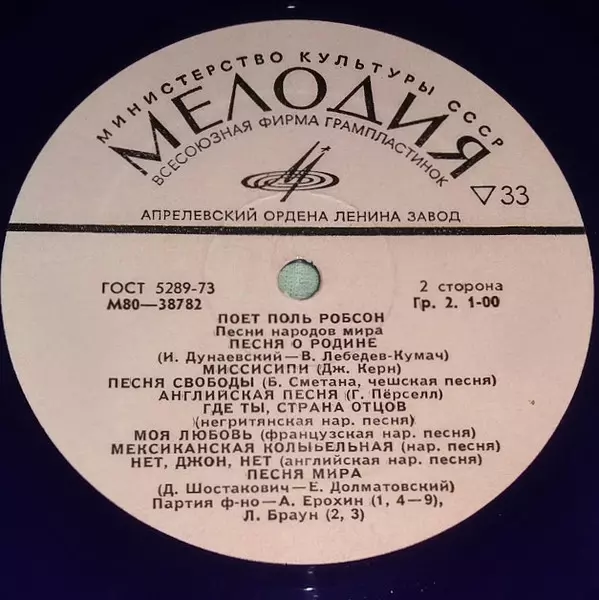 МИНИСТЕРСТВО КУЛЬТУРЫ СССР
МЕЛОДИЯ
ВСЕСОЮЗНАЯ ФИРМА ГРАМПЛАСТИНОК
▽33
АПРЕЛЕВСКИЙ ОРДЕНА ЛЕНИНА ЗАВОД
ГОСТ 5289-73 2 сторона
М80—38782 Гр. 2. 1-00
ПОЕТ ПОЛЬ РОБСОН
Песни народов мира
ПЕСНЯ О РОДИНЕ
(И. Дунаевский—В. Лебедев-Кумач)
МИССИСИПИ (Дж. Керн)
ПЕСНЯ СВОБОДЫ (Б. Сметана, чешская песня)
АНГЛИЙСКАЯ ПЕСНЯ (Г. Пёрселл)
ГДЕ ТЫ, СТРАНА ОТЦОВ
(негритянская нар. песня)
МОЯ ЛЮБОВЬ (французская нар. песня)
МЕКСИКАНСКАЯ КОЛЫБЕЛЬНАЯ (нар. песня)
НЕТ, ДЖОН, НЕТ (английская нар. песня)
ПЕСНЯ МИРА
(Д. Шостакович—Е. Долматовский)
Партия ф-но—А. Ерохин (1, 4—9),
Л. Браун (2, 3)